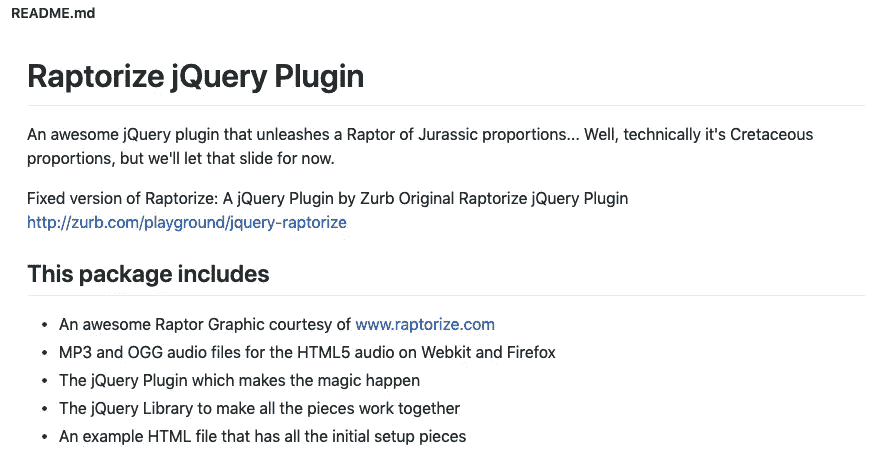 README.md
Raptorize jQuery Plugin
An awesome jQuery plugin that unleashes a Raptor of Jurassic proportions... Well, technically it's Cretaceous
proportions, but we'll let that slide for now.
Fixed version of Raptorize: A jQuery Plugin by Zurb Original Raptorize jQuery Plugin
http://zurb.com/playground/jquery-raptorize
This package includes
• An awesome Raptor Graphic courtesy of www.raptorize.com
• MP3 and OGG audio files for the HTML5 audio on Webkit and Firefox
• The jQuery Plugin which makes the magic happen
• The jQuery Library to make all the pieces work together
• An example HTML file that has all the initial setup pieces